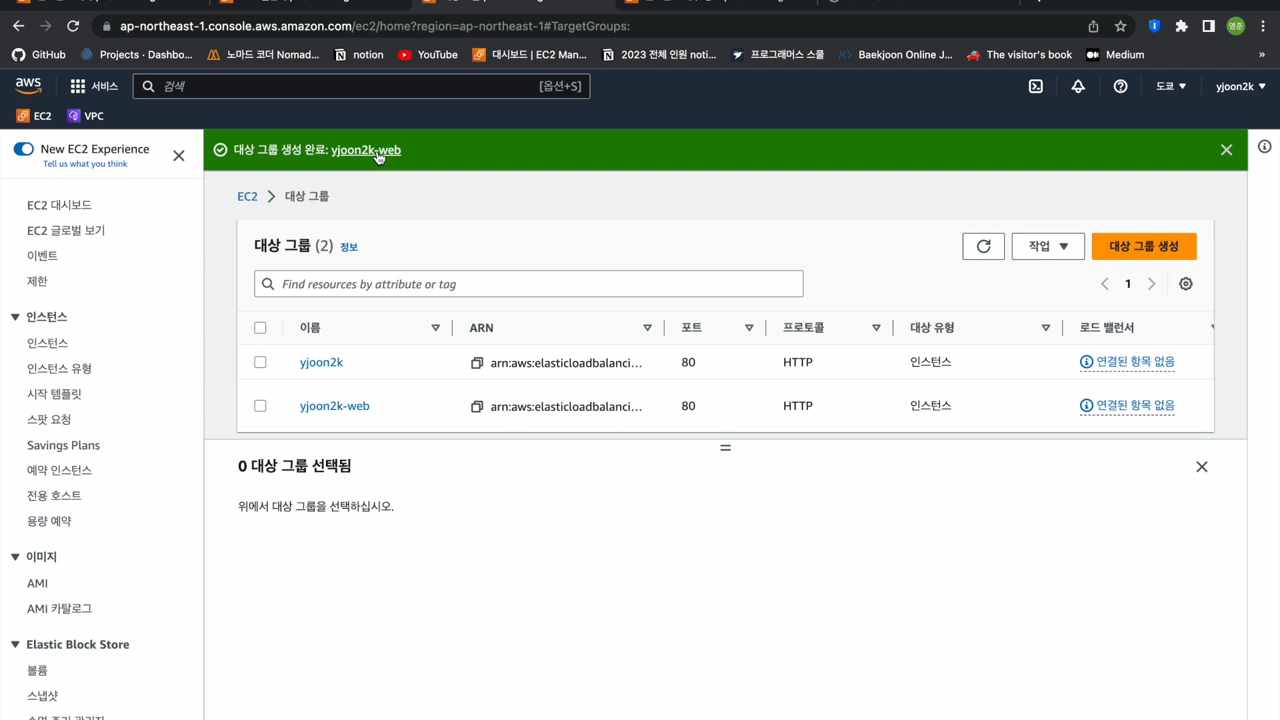 ap-northeast-1.console.aws.amazon.com/ec2/home?region=ap-northeast-1#TargetGroups:
영준
GitHub Projects · Dashbo... 노마드 코더 Nomad... notion YouTube 대시보드 | EC2 Man... 2023 전체 인원 noti... 프로그래머스 스쿨 Baekjoon Online J... The visitor's book Medium »
aws 서비스 검색 [옵션+S] 도쿄 yjoon2k
EC2 VPC
New EC2 Experience
Tell us what you think
대상 그룹 생성 완료: yjoon2k-web
EC2 대시보드
EC2 글로벌 보기
이벤트
제한
인스턴스
인스턴스
인스턴스 유형
시작 템플릿
스팟 요청
Savings Plans
예약 인스턴스
전용 호스트
용량 예약
이미지
AMI
AMI 카탈로그
Elastic Block Store
볼륨
스냅샷
EC2 > 대상 그룹
대상 그룹 (2) 정보
작업 대상 그룹 생성
Find resources by attribute or tag
1
이름 ARN 포트 프로토콜 대상 유형 로드 밸런서
yjoon2k arn:aws:elasticloadbalanci... 80 HTTP 인스턴스 연결된 항목 없음
yjoon2k-web arn:aws:elasticloadbalanci... 80 HTTP 인스턴스 연결된 항목 없음
0 대상 그룹 선택됨
위에서 대상 그룹을 선택하십시오.